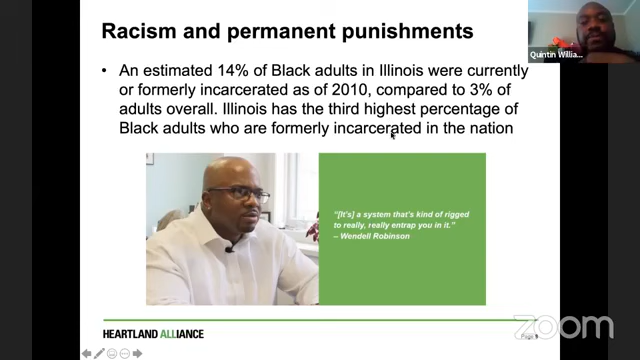 Racism and permanent punishments
Quintin Willia...
• An estimated 14% of Black adults in Illinois were currently
or formerly incarcerated as of 2010, compared to 3% of
adults overall. Illinois has the third highest percentage of
Black adults who are formerly incarcerated in the nation
"[It's] a system that's kind of rigged
to really, really entrap you in it."
– Wendell Robinson
HEARTLAND ALLIANCE
Page
zoom